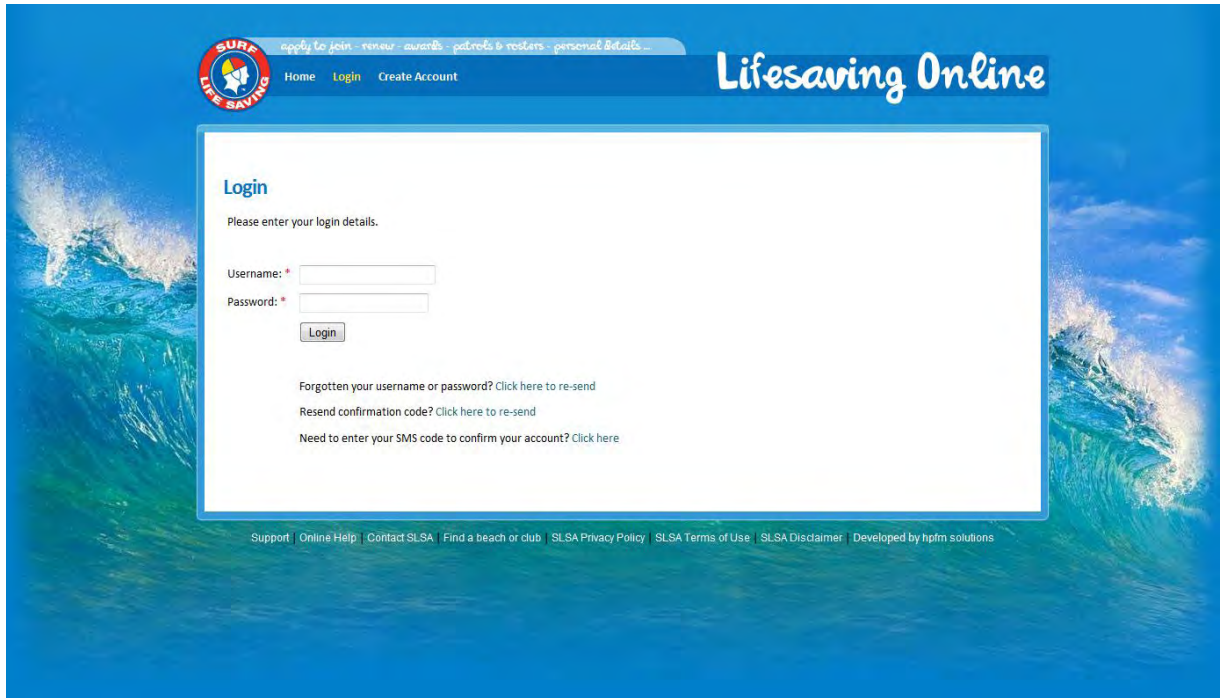 SURF
LIFE SAVING
apply to join - renew - awards - patrols & rosters - personal details ...
Home Login Create Account
Lifesaving Online
Login
Please enter your login details.
Username: *
Password: *
Login
Forgotten your username or password? Click here to re-send
Resend confirmation code? Click here to re-send
Need to enter your SMS code to confirm your account? Click here
Support | Online Help | Contact SLSA | Find a beach or club | SLSA Privacy Policy | SLSA Terms of Use | SLSA Disclaimer | Developed by hpfm solutions